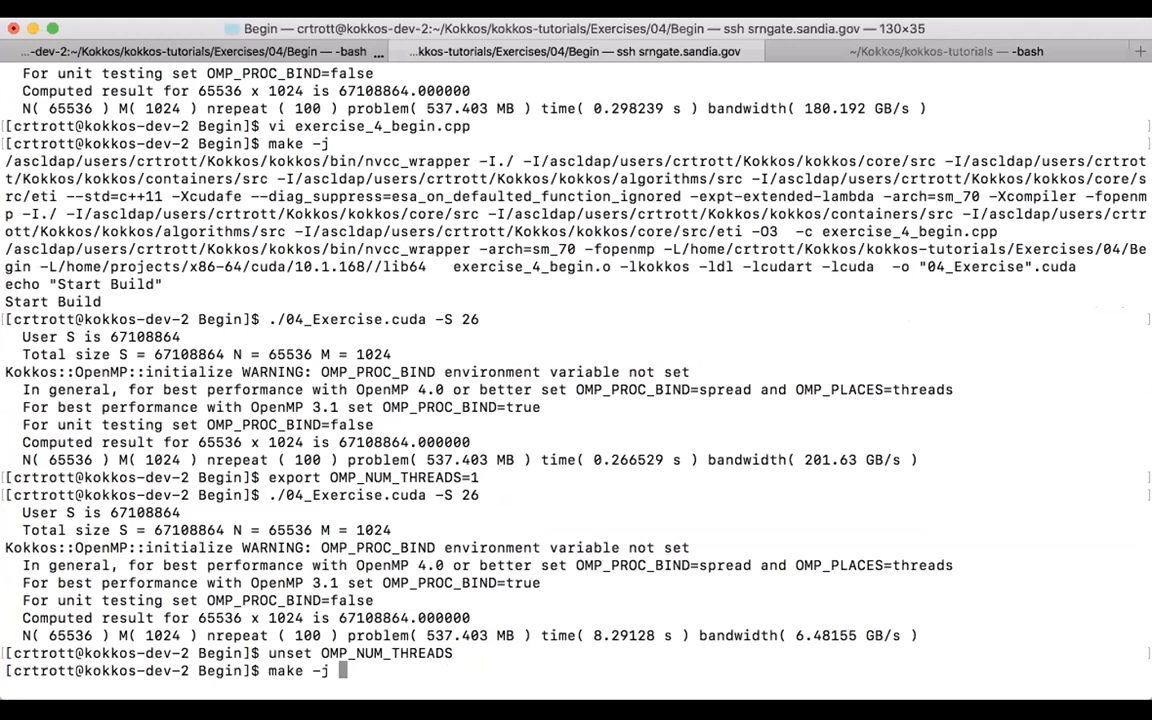 Begin — crtrott@kokkos-dev-2:~/Kokkos/kokkos-tutorials/Exercises/04/Begin — ssh srngate.sandia.gov — 130×35
...-dev-2:~/Kokkos/kokkos-tutorials/Exercises/04/Begin — -bash ... ...kkos-tutorials/Exercises/04/Begin — ssh srngate.sandia.gov ~/Kokkos/kokkos-tutorials — -bash +
For unit testing set OMP_PROC_BIND=false
Computed result for 65536 x 1024 is 67108864.000000
N( 65536 ) M( 1024 ) nrepeat ( 100 ) problem( 537.403 MB ) time( 0.298239 s ) bandwidth( 180.192 GB/s )
[[crtrott@kokkos-dev-2 Begin]$ vi exercise_4_begin.cpp ]
[[crtrott@kokkos-dev-2 Begin]$ make -j ]
/ascldap/users/crtrott/Kokkos/kokkos/bin/nvcc_wrapper -I./ -I/ascldap/users/crtrott/Kokkos/kokkos/core/src -I/ascldap/users/crtrot
t/Kokkos/kokkos/containers/src -I/ascldap/users/crtrott/Kokkos/kokkos/algorithms/src -I/ascldap/users/crtrott/Kokkos/kokkos/core/s
rc/eti --std=c++11 -Xcudafe --diag_suppress=esa_on_defaulted_function_ignored -expt-extended-lambda -arch=sm_70 -Xcompiler -fopenm
p -I./ -I/ascldap/users/crtrott/Kokkos/kokkos/core/src -I/ascldap/users/crtrott/Kokkos/kokkos/containers/src -I/ascldap/users/crtr
ott/Kokkos/kokkos/algorithms/src -I/ascldap/users/crtrott/Kokkos/kokkos/core/src/eti -O3  -c exercise_4_begin.cpp
/ascldap/users/crtrott/Kokkos/kokkos/bin/nvcc_wrapper -arch=sm_70 -fopenmp -L/home/crtrott/Kokkos/kokkos-tutorials/Exercises/04/Be
gin -L/home/projects/x86-64/cuda/10.1.168//lib64   exercise_4_begin.o -lkokkos -ldl -lcudart -lcuda  -o "04_Exercise".cuda
echo "Start Build"
Start Build
[[crtrott@kokkos-dev-2 Begin]$ ./04_Exercise.cuda -S 26 ]
User S is 67108864
Total size S = 67108864 N = 65536 M = 1024
Kokkos::OpenMP::initialize WARNING: OMP_PROC_BIND environment variable not set
In general, for best performance with OpenMP 4.0 or better set OMP_PROC_BIND=spread and OMP_PLACES=threads
For best performance with OpenMP 3.1 set OMP_PROC_BIND=true
For unit testing set OMP_PROC_BIND=false
Computed result for 65536 x 1024 is 67108864.000000
N( 65536 ) M( 1024 ) nrepeat ( 100 ) problem( 537.403 MB ) time( 0.266529 s ) bandwidth( 201.63 GB/s )
[[crtrott@kokkos-dev-2 Begin]$ export OMP_NUM_THREADS=1 ]
[[crtrott@kokkos-dev-2 Begin]$ ./04_Exercise.cuda -S 26 ]
User S is 67108864
Total size S = 67108864 N = 65536 M = 1024
Kokkos::OpenMP::initialize WARNING: OMP_PROC_BIND environment variable not set
In general, for best performance with OpenMP 4.0 or better set OMP_PROC_BIND=spread and OMP_PLACES=threads
For best performance with OpenMP 3.1 set OMP_PROC_BIND=true
For unit testing set OMP_PROC_BIND=false
Computed result for 65536 x 1024 is 67108864.000000
N( 65536 ) M( 1024 ) nrepeat ( 100 ) problem( 537.403 MB ) time( 8.29128 s ) bandwidth( 6.48155 GB/s )
[[crtrott@kokkos-dev-2 Begin]$ unset OMP_NUM_THREADS ]
[crtrott@kokkos-dev-2 Begin]$ make -j